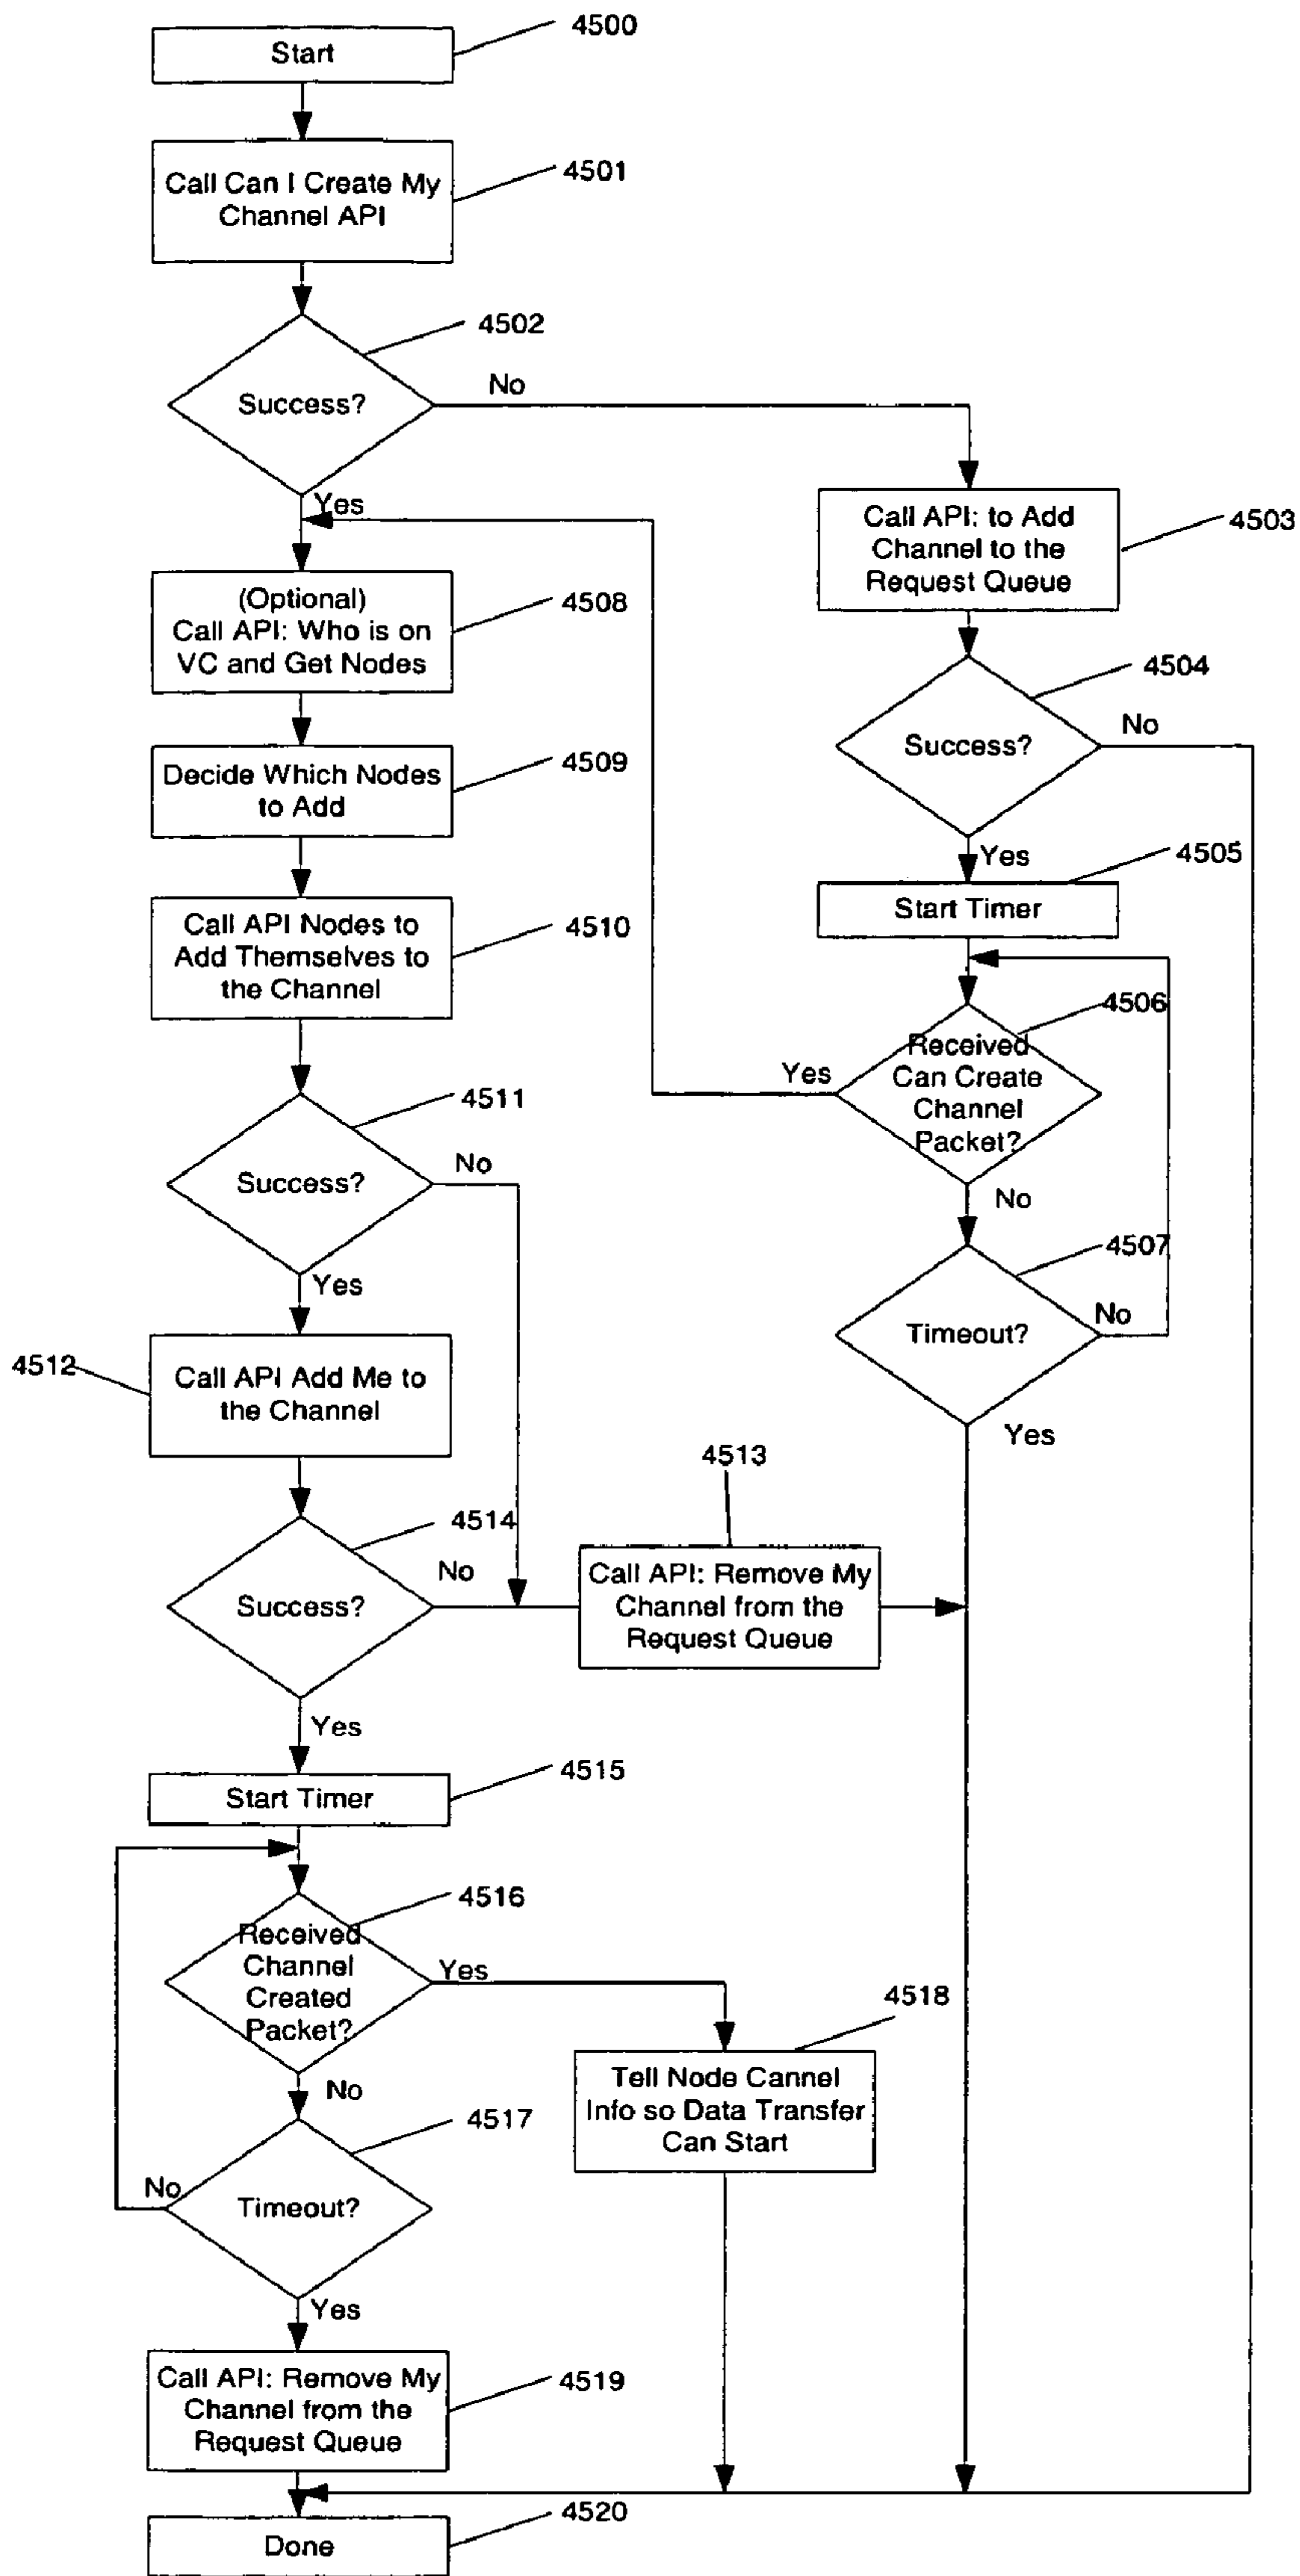 4500
Start
4501
Call Can I Create My
Channel API
4502
Success?
No
Yes
Call API: to Add
Channel to the
Request Queue
4503
(Optional)
Call API: Who is on
VC and Get Nodes
4508
4504
Success?
No
Yes
Decide Which Nodes
to Add
4509
4505
Start Timer
Call API Nodes to
Add Themselves to
the Channel
4510
4506
Received
Can Create
Channel
Packet?
Yes
No
4511
Success?
No
Yes
4507
Timeout?
No
Yes
4512
Call API Add Me to
the Channel
4513
Call API: Remove My
Channel from the
Request Queue
4514
Success?
No
Yes
4515
Start Timer
4516
Received
Channel
Created
Packet?
Yes
No
4518
Tell Node Cannel
Info so Data Transfer
Can Start
4517
Timeout?
No
Yes
Call API: Remove My
Channel from the
Request Queue
4519
4520
Done